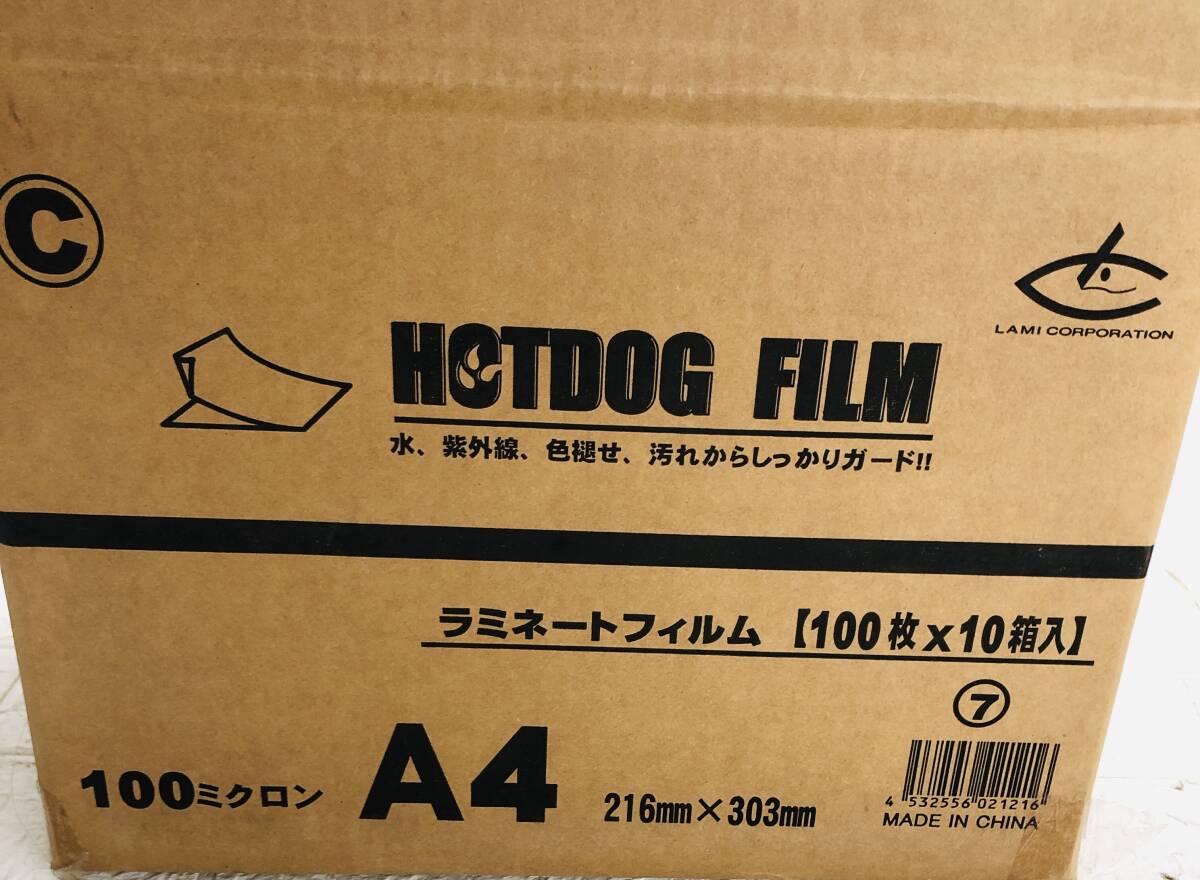 C
LAMI CORPORATION
HOTDOG FILM
水、紫外線、色褪せ、汚れからしっかりガード!!
ラミネートフィルム【100枚x10箱入】
⑦
100ミクロン A4 216mm×303mm
4 532556 021216
MADE IN CHINA